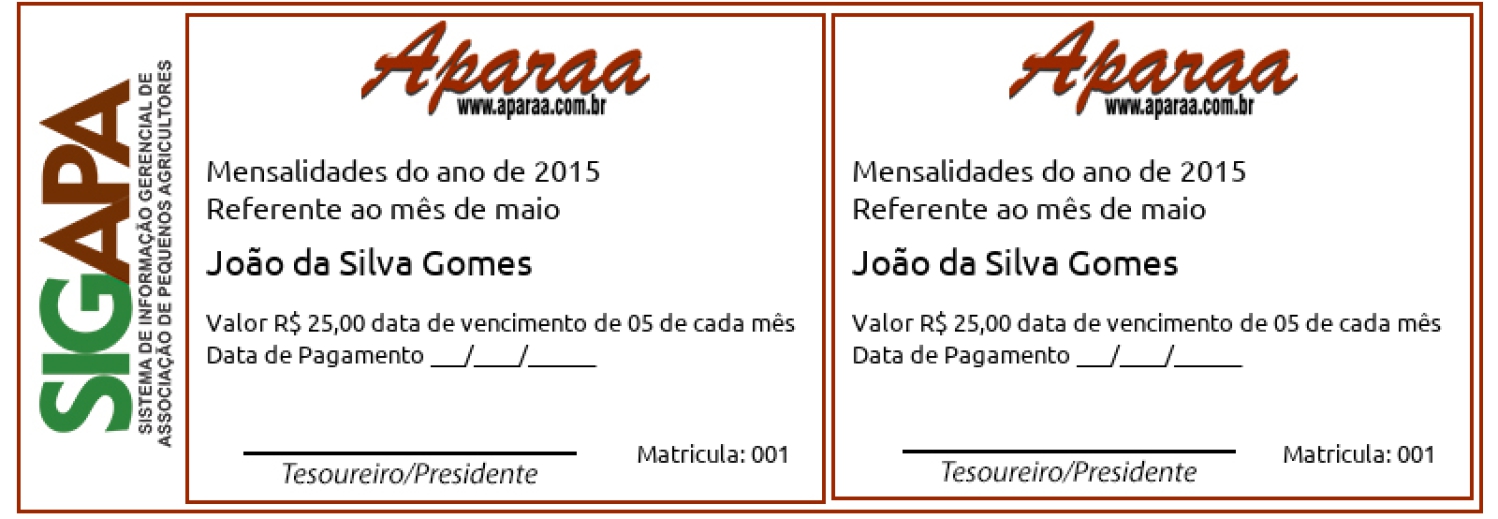 SIGAPA
SISTEMA DE INFORMAÇÃO GERENCIAL DE
ASSOCIAÇÃO DE PEQUENOS AGRICULTORES
Aparaa
www.aparaa.com.br
Mensalidades do ano de 2015
Referente ao mês de maio
João da Silva Gomes
Valor R$ 25,00 data de vencimento de 05 de cada mês
Data de Pagamento ___/____/______
Tesoureiro/Presidente
Matricula: 001
Aparaa
www.aparaa.com.br
Mensalidades do ano de 2015
Referente ao mês de maio
João da Silva Gomes
Valor R$ 25,00 data de vencimento de 05 de cada mês
Data de Pagamento ___/____/______
Tesoureiro/Presidente
Matricula: 001